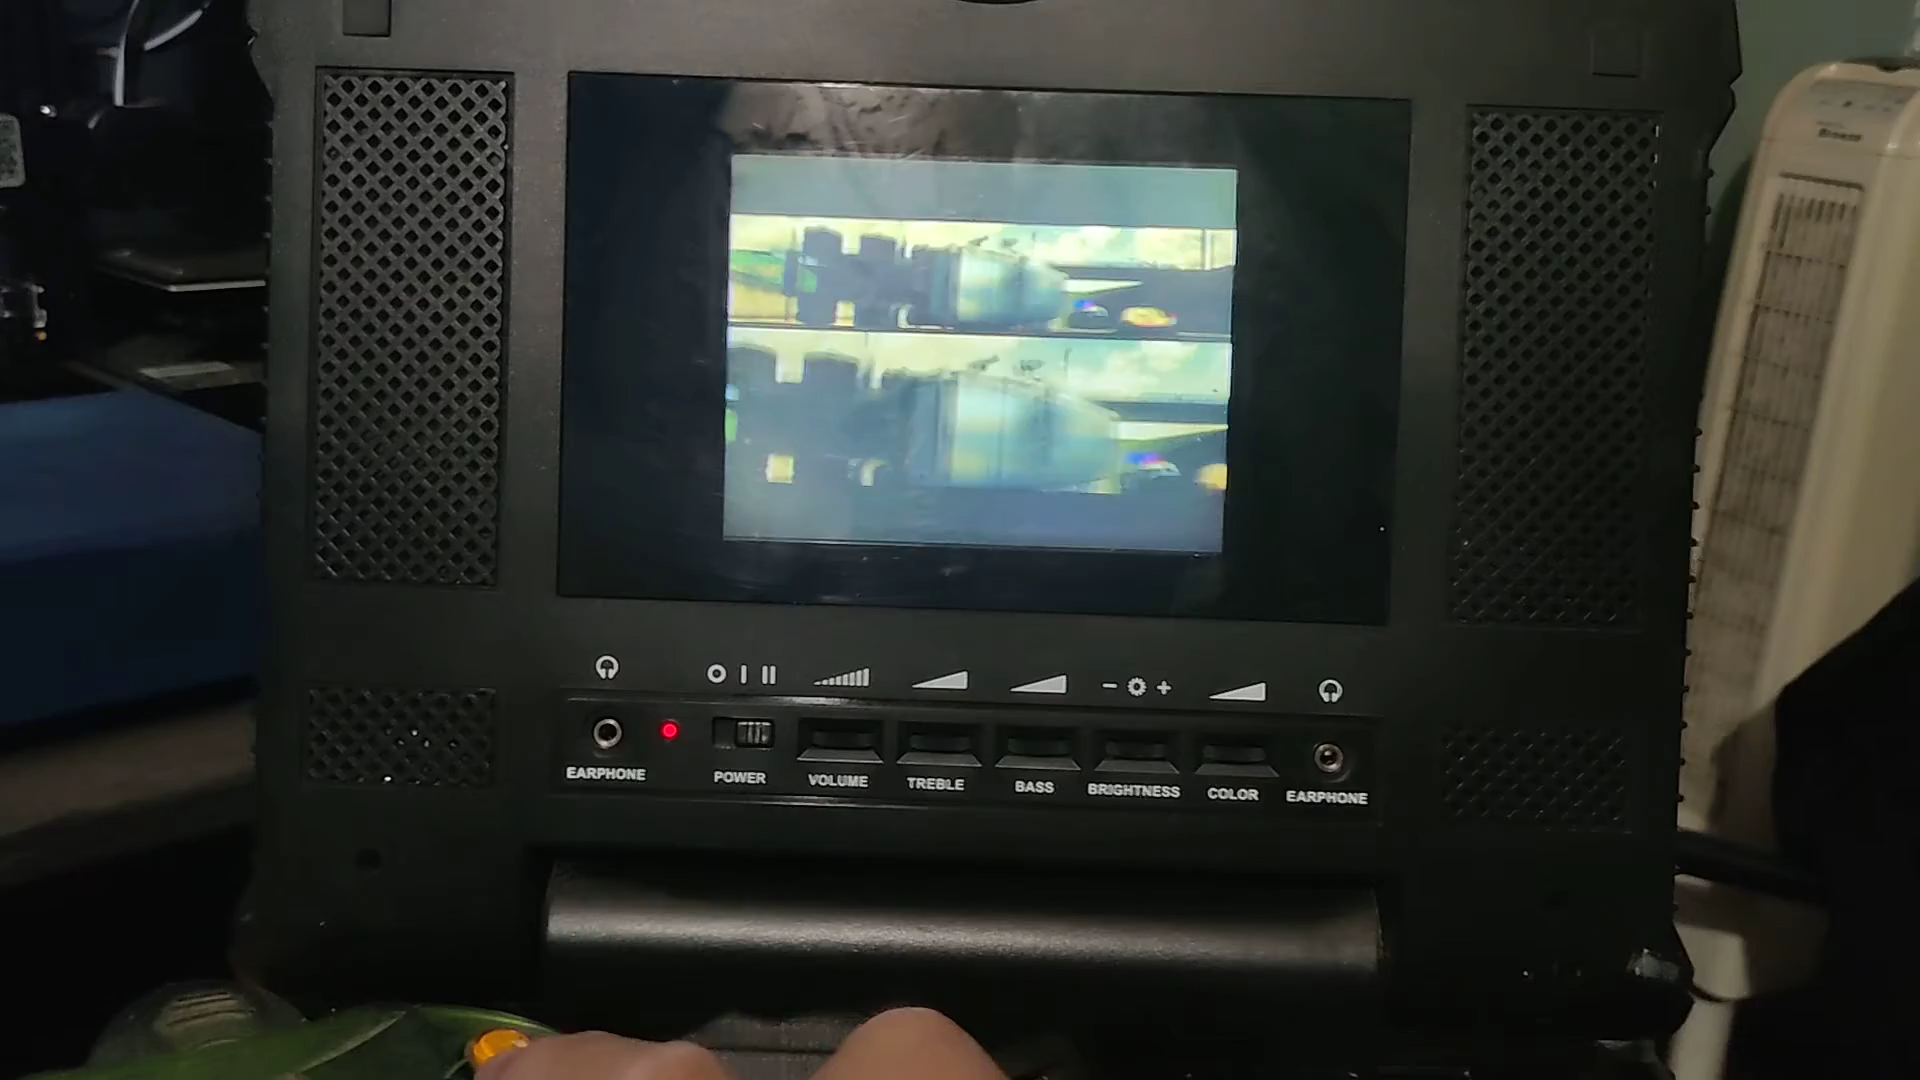 EARPHONE
POWER
VOLUME
TREBLE
BASS
BRIGHTNESS
COLOR
EARPHONE